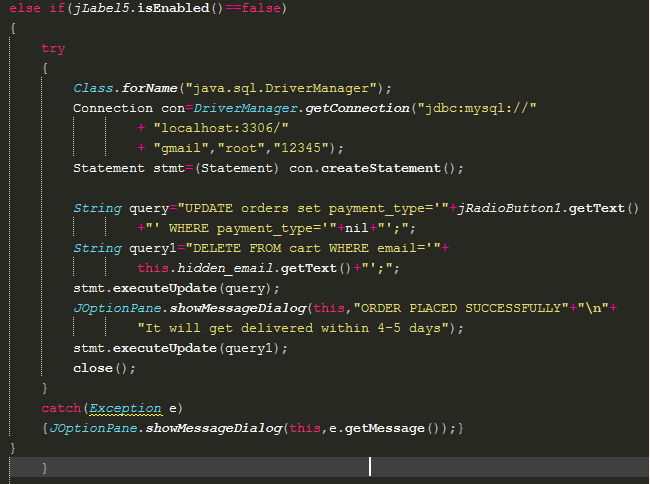 else if(jLabel5.isEnabled()==false)
{
try
{
Class.forName("java.sql.DriverManager");
Connection con=DriverManager.getConnection("jdbc:mysql://"
+ "localhost:3306/"
+ "gmail","root","12345");
Statement stmt=(Statement) con.createStatement();
String query="UPDATE orders set payment_type='"+jRadioButton1.getText()
+"' WHERE payment_type='"+nil+"';";
String query1="DELETE FROM cart WHERE email='"+
this.hidden_email.getText()+"';";
stmt.executeUpdate(query);
JOptionPane.showMessageDialog(this,"ORDER PLACED SUCCESSFULLY"+"\n"+
"It will get delivered within 4-5 days");
stmt.executeUpdate(query1);
close();
}
catch(Exception e)
{JOptionPane.showMessageDialog(this,e.getMessage());}
}
}